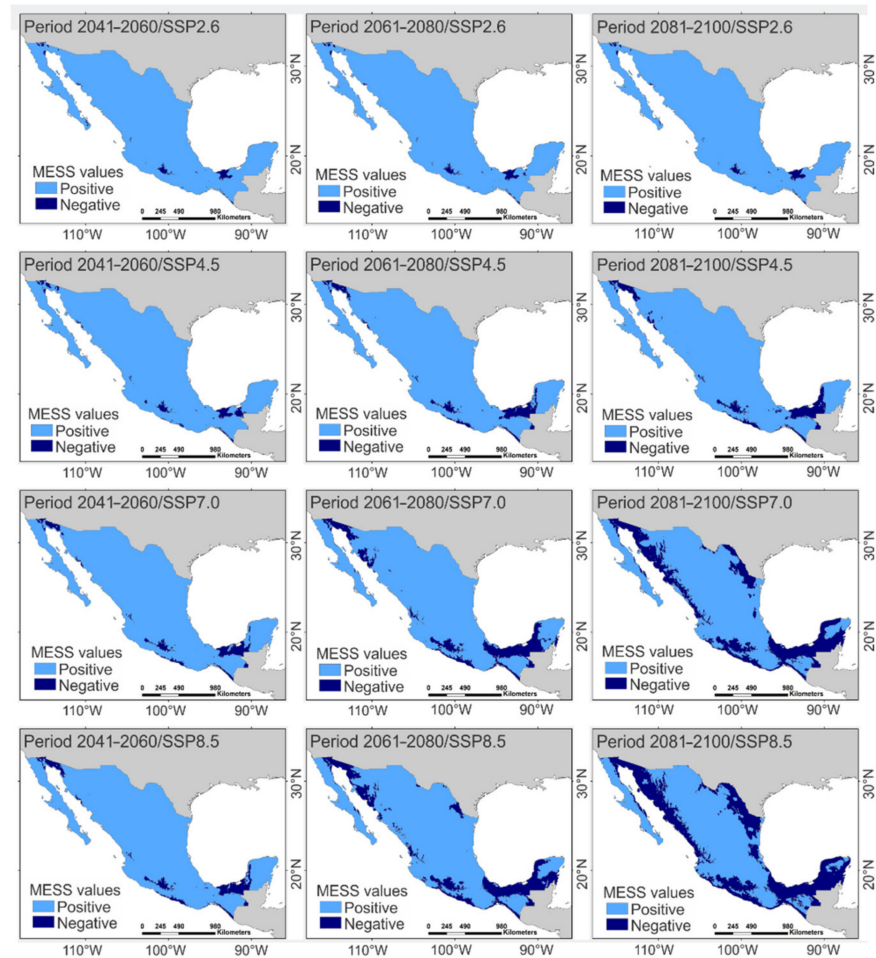 Period 2041–2060/SSP2.6
30°N
20°N
MESS values
Positive
Negative
0 245 490 980
Kilometers
110°W 100°W 90°W
Period 2061–2080/SSP2.6
30°N
20°N
MESS values
Positive
Negative
0 245 490 980
Kilometers
110°W 100°W 90°W
Period 2081–2100/SSP2.6
30°N
20°N
MESS values
Positive
Negative
0 245 490 980
Kilometers
110°W 100°W 90°W
Period 2041–2060/SSP4.5
30°N
20°N
MESS values
Positive
Negative
0 245 490 980
Kilometers
110°W 100°W 90°W
Period 2061–2080/SSP4.5
30°N
20°N
MESS values
Positive
Negative
0 245 490 980
Kilometers
110°W 100°W 90°W
Period 2081–2100/SSP4.5
30°N
20°N
MESS values
Positive
Negative
0 245 490 980
Kilometers
110°W 100°W 90°W
Period 2041–2060/SSP7.0
30°N
20°N
MESS values
Positive
Negative
0 245 490 980
Kilometers
110°W 100°W 90°W
Period 2061–2080/SSP7.0
30°N
20°N
MESS values
Positive
Negative
0 245 490 980
Kilometers
110°W 100°W 90°W
Period 2081–2100/SSP7.0
30°N
20°N
MESS values
Positive
Negative
0 245 490 980
Kilometers
110°W 100°W 90°W
Period 2041–2060/SSP8.5
30°N
20°N
MESS values
Positive
Negative
0 245 490 980
Kilometers
110°W 100°W 90°W
Period 2061–2080/SSP8.5
30°N
20°N
MESS values
Positive
Negative
0 245 490 980
Kilometers
110°W 100°W 90°W
Period 2081–2100/SSP8.5
30°N
20°N
MESS values
Positive
Negative
0 245 490 980
Kilometers
110°W 100°W 90°W